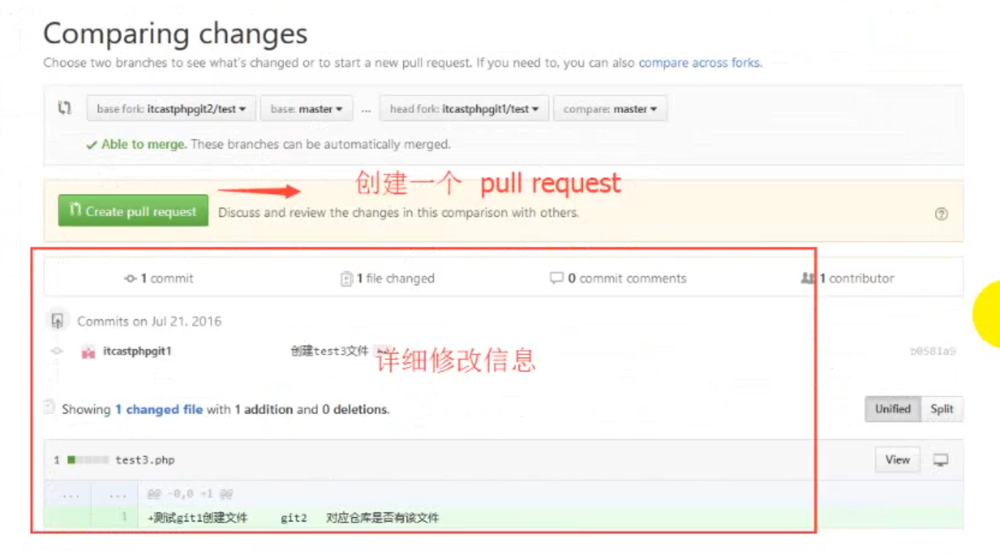 Comparing changes
Choose two branches to see what's changed or to start a new pull request. If you need to, you can also compare across forks.
base fork: itcastphpgit2/test base: master ... head fork: itcastphpgit1/test compare: master
Able to merge. These branches can be automatically merged.
创建一个 pull request
Create pull request Discuss and review the changes in this comparison with others.
1 commit 1 file changed 0 commit comments 1 contributor
Commits on Jul 21, 2016
itcastphpgit1 创建test3文件 b0581a9
详细修改信息
Showing 1 changed file with 1 addition and 0 deletions. Unified Split
1 test3.php View
... ... @@ -0,0 +1 @@
1 +测试git1创建文件 git2 对应仓库是否有该文件